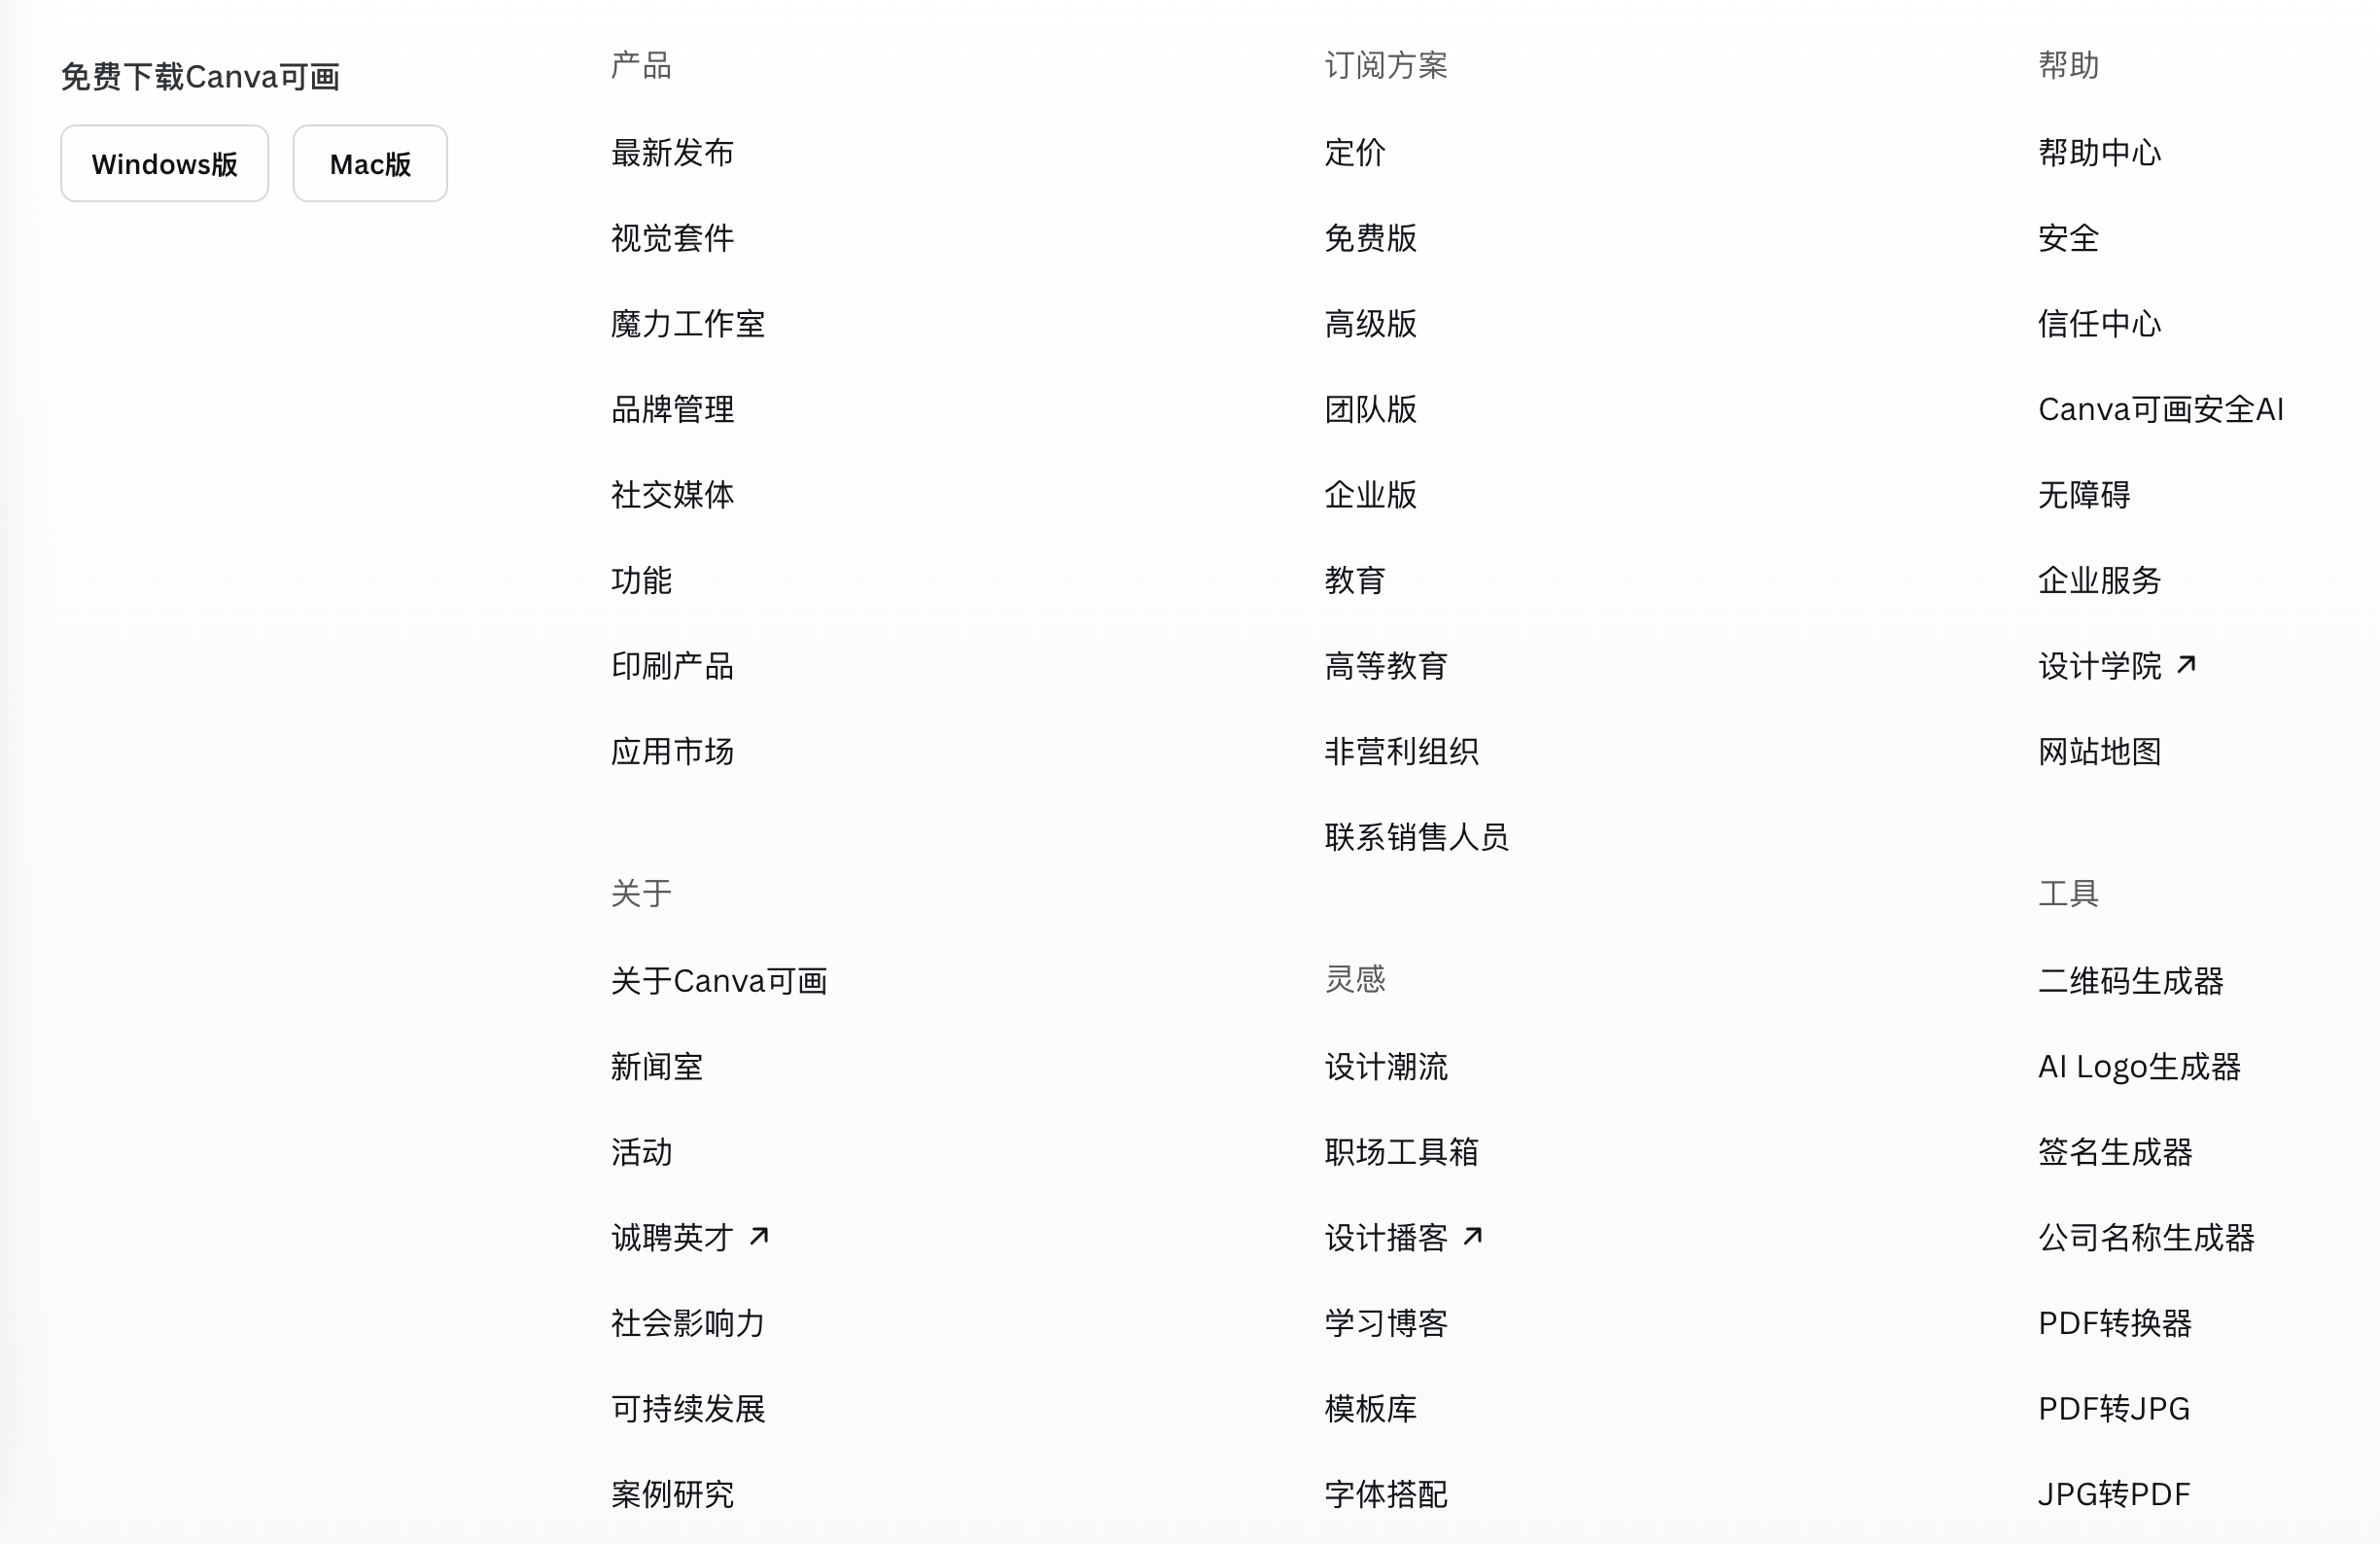 免费下载Canva可画
Windows版
Mac版
产品
最新发布
视觉套件
魔力工作室
品牌管理
社交媒体
功能
印刷产品
应用市场
关于
关于Canva可画
新闻室
活动
诚聘英才
社会影响力
可持续发展
案例研究
订阅方案
定价
免费版
高级版
团队版
企业版
教育
高等教育
非营利组织
联系销售人员
灵感
设计潮流
职场工具箱
设计播客
学习博客
模板库
字体搭配
帮助
帮助中心
安全
信任中心
Canva可画安全AI
无障碍
企业服务
设计学院
网站地图
工具
二维码生成器
AI Logo生成器
签名生成器
公司名称生成器
PDF转换器
PDF转JPG
JPG转PDF